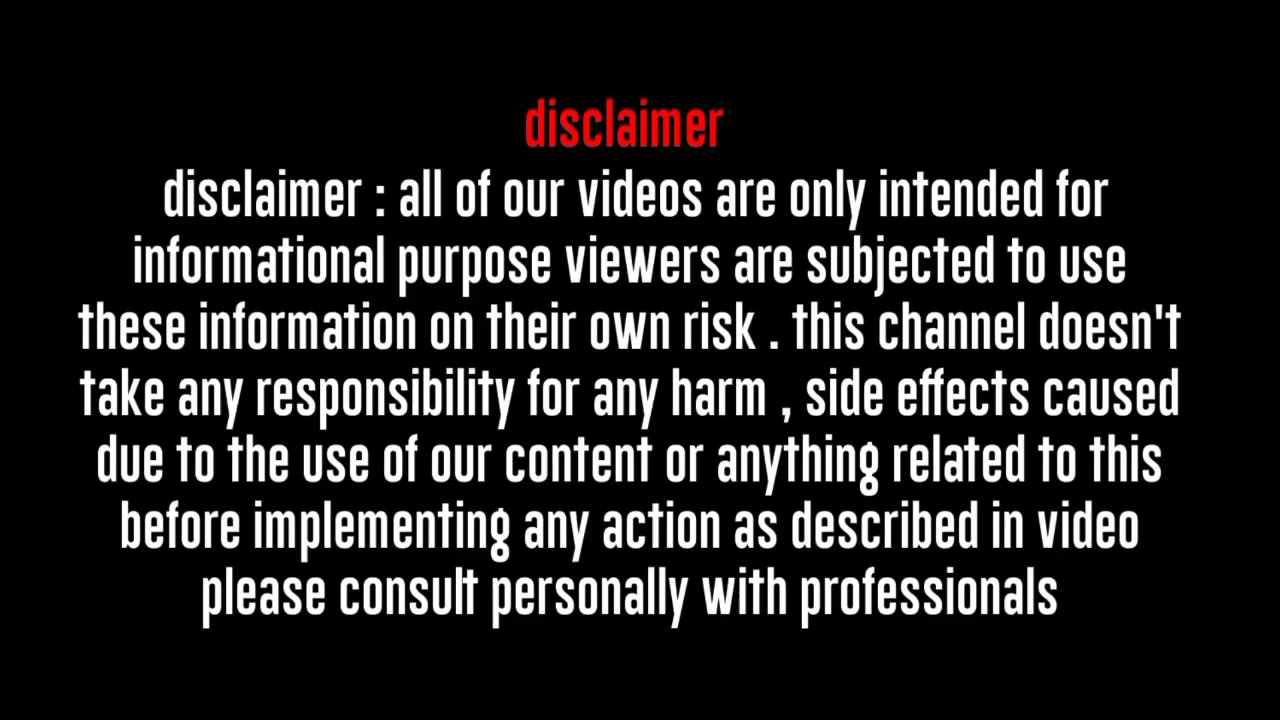 disclaimer
disclaimer : all of our videos are only intended for
informational purpose viewers are subjected to use
these information on their own risk . this channel doesn't
take any responsibility for any harm , side effects caused
due to the use of our content or anything related to this
before implementing any action as described in video
please consult personally with professionals